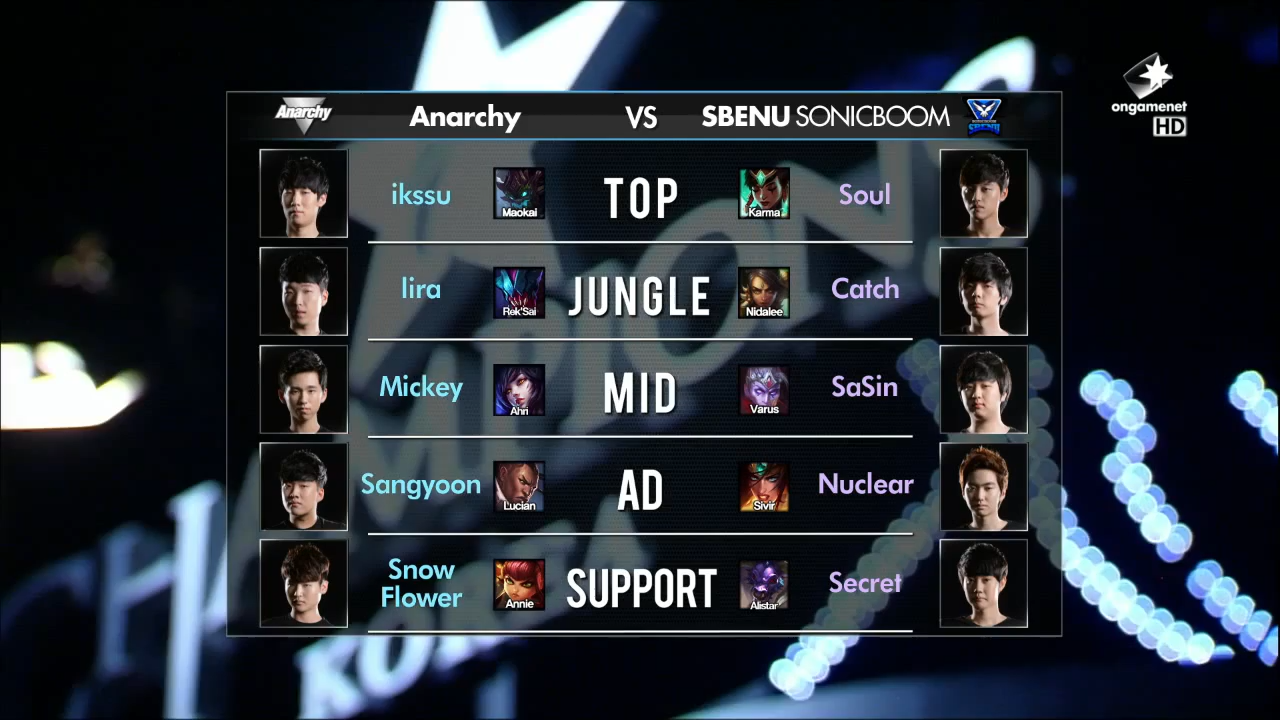 Anarchy Anarchy VS SBENU SONICBOOM SBENU
ongamenet
HD
ikssu Maokai TOP Karma Soul
lira Rek'Sai JUNGLE Nidalee Catch
Mickey Ahri MID Varus SaSin
Sangyoon Lucian AD Sivir Nuclear
Snow
Flower Annie SUPPORT Alistar Secret